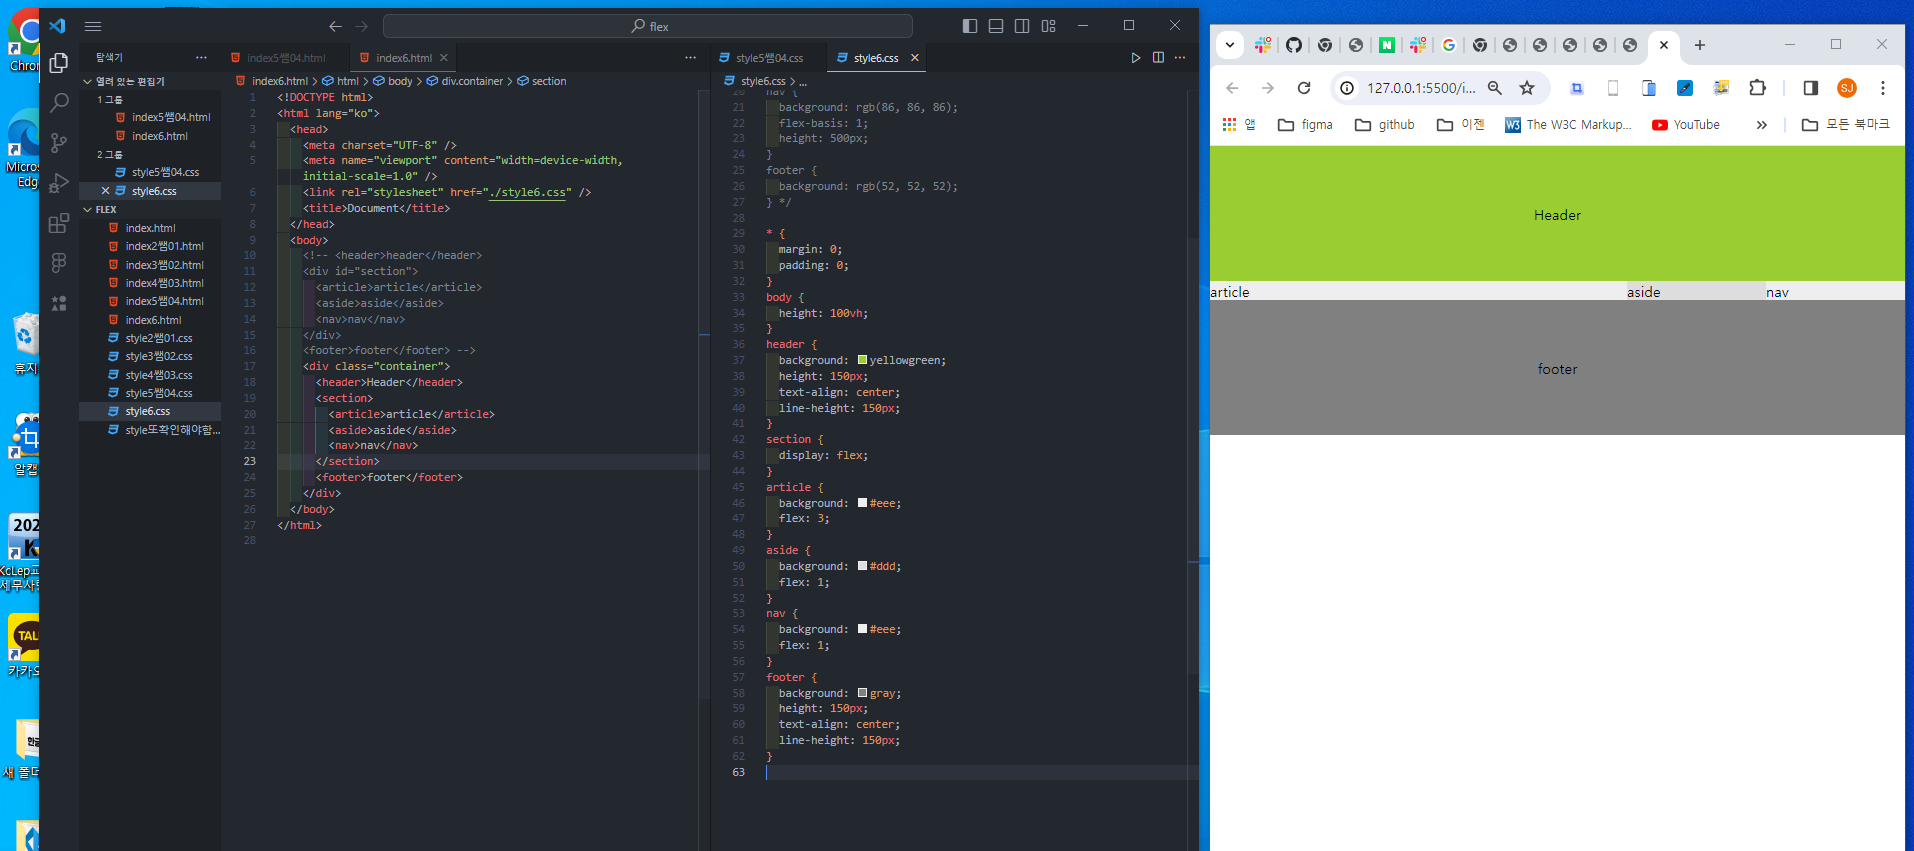 Chron
Micros
Edge
휴지
알캡
202
KcLep교
세무사랑
TAL
카카오
한글
새 폴더
flex
탐색기
열려 있는 편집기
1 그룹
index5쌤04.html
index6.html
2 그룹
style5쌤04.css
style6.css
FLEX
index.html
index2쌤01.html
index3쌤02.html
index4쌤03.html
index5쌤04.html
index6.html
style2쌤01.css
style3쌤02.css
style4쌤03.css
style5쌤04.css
style6.css
style또확인해야함...
index5쌤04.html
index6.html
index6.html > html > body > div.container > section
1 <!DOCTYPE html>
2 <html lang="ko">
3 <head>
4 <meta charset="UTF-8" />
5 <meta name="viewport" content="width=device-width,
initial-scale=1.0" />
6 <link rel="stylesheet" href="./style6.css" />
7 <title>Document</title>
8 </head>
9 <body>
10 <!-- <header>header</header>
11 <div id="section">
12 <article>article</article>
13 <aside>aside</aside>
14 <nav>nav</nav>
15 </div>
16 <footer>footer</footer> -->
17 <div class="container">
18 <header>Header</header>
19 <section>
20 <article>article</article>
21 <aside>aside</aside>
22 <nav>nav</nav>
23 </section>
24 <footer>footer</footer>
25 </div>
26 </body>
27 </html>
28
style5쌤04.css
style6.css
style6.css > ...
20 nav {
21 background: rgb(86, 86, 86);
22 flex-basis: 1;
23 height: 500px;
24 }
25 footer {
26 background: rgb(52, 52, 52);
27 } */
28
29 * {
30 margin: 0;
31 padding: 0;
32 }
33 body {
34 height: 100vh;
35 }
36 header {
37 background: yellowgreen;
38 height: 150px;
39 text-align: center;
40 line-height: 150px;
41 }
42 section {
43 display: flex;
44 }
45 article {
46 background: #eee;
47 flex: 3;
48 }
49 aside {
50 background: #ddd;
51 flex: 1;
52 }
53 nav {
54 background: #eee;
55 flex: 1;
56 }
57 footer {
58 background: gray;
59 height: 150px;
60 text-align: center;
61 line-height: 150px;
62 }
63
127.0.0.1:5500/i...
SJ
앱
figma
github
이젠
W3 The W3C Markup...
YouTube
모든 북마크
Header
article aside nav
footer